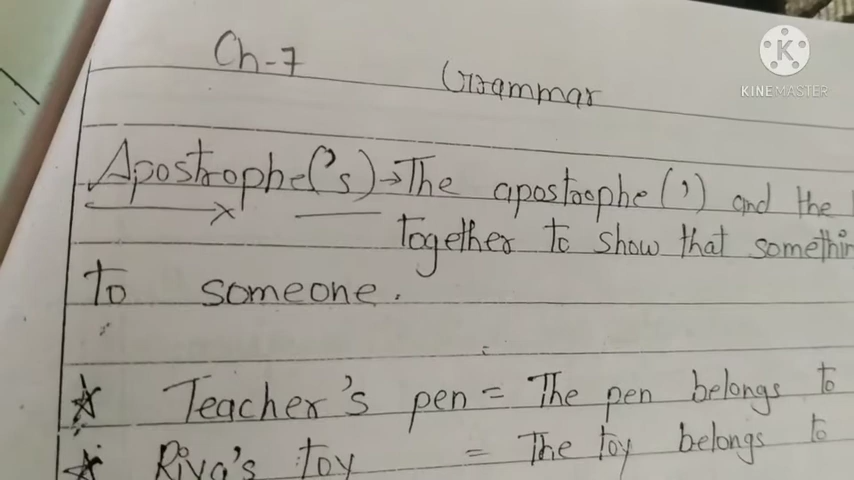 Ch-7 Grammar
KINEMASTER
Apostrophe('s)→The apostrophe(') and the
together to show that somethin
to someone.
Teacher's pen = The pen belongs to
Riya's toy = The toy belongs to